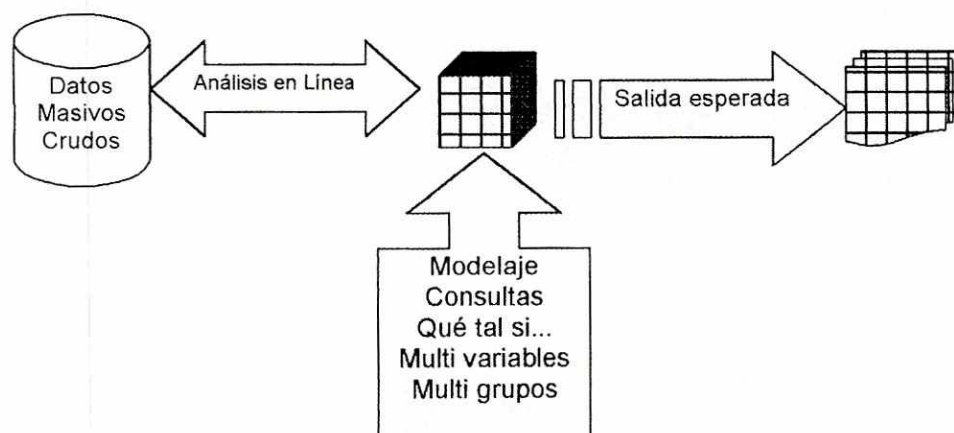 Datos
Masivos
Crudos
Análisis en Línea
Salida esperada
Modelaje
Consultas
Qué tal si...
Multi variables
Multi grupos